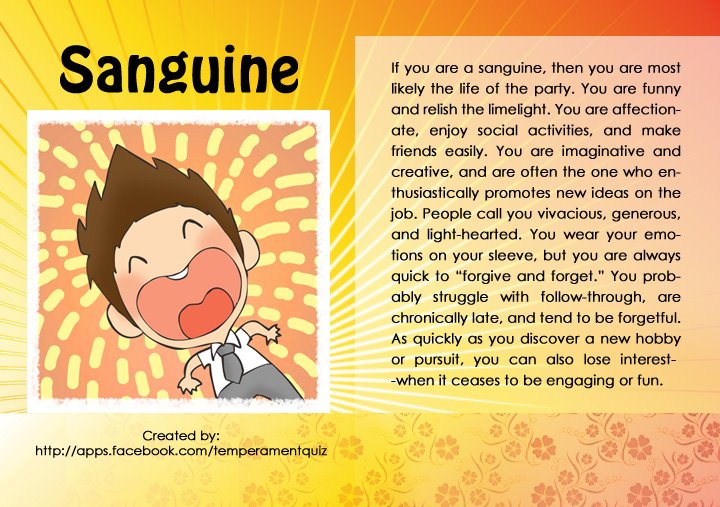 Sanguine
If you are a sanguine, then you are most
likely the life of the party. You are funny
and relish the limelight. You are affection-
ate, enjoy social activities, and make
friends easily. You are imaginative and
creative, and are often the one who en-
thusiastically promotes new ideas on the
job. People call you vivacious, generous,
and light-hearted. You wear your emo-
tions on your sleeve, but you are always
quick to “forgive and forget.” You prob-
ably struggle with follow-through, are
chronically late, and tend to be forgetful.
As quickly as you discover a new hobby
or pursuit, you can also lose interest-
-when it ceases to be engaging or fun.
Created by:
http://apps.facebook.com/temperamentquiz